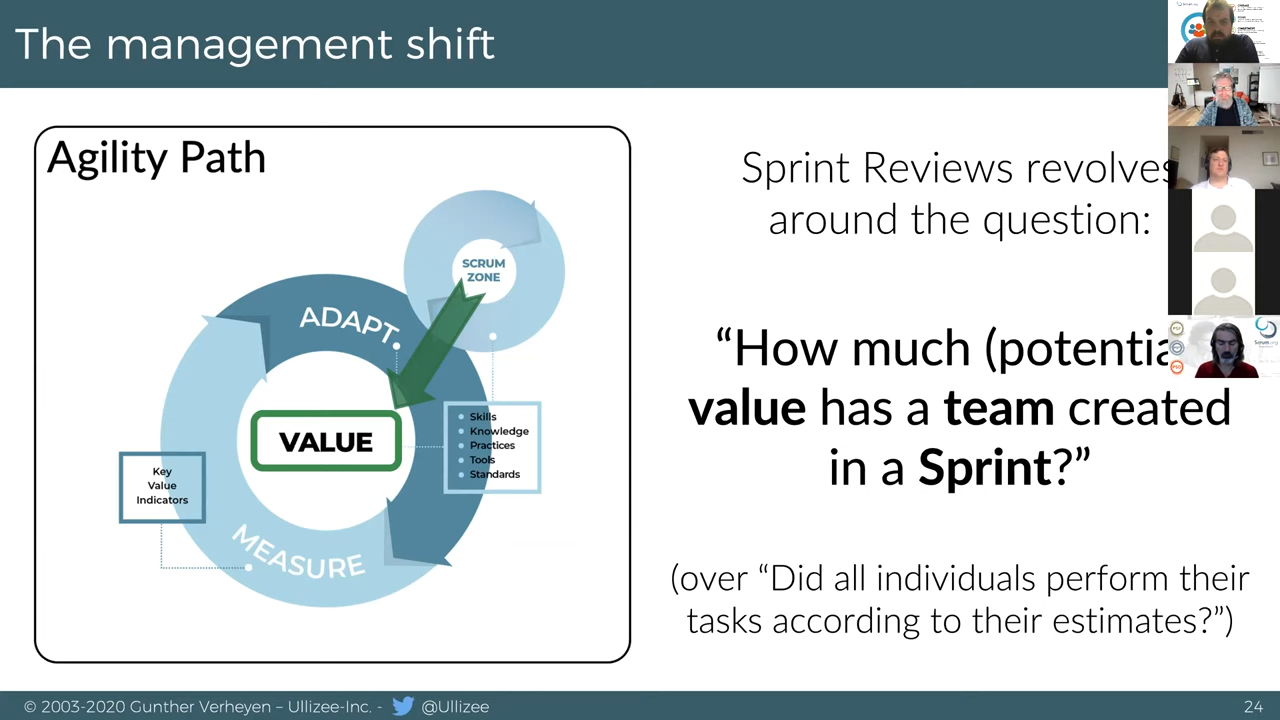 The management shift
Agility Path
SCRUM
ZONE
ADAPT
VALUE
Skills
Knowledge
Practices
Tools
Standards
Key
Value
Indicators
MEASURE
Sprint Reviews revolves
around the question:
“How much (potentia
value has a team created
in a Sprint?”
(over “Did all individuals perform their
tasks according to their estimates?”)
© 2003-2020 Gunther Verheyen – Ullizee-Inc. - @Ullizee
24
Scrum.org